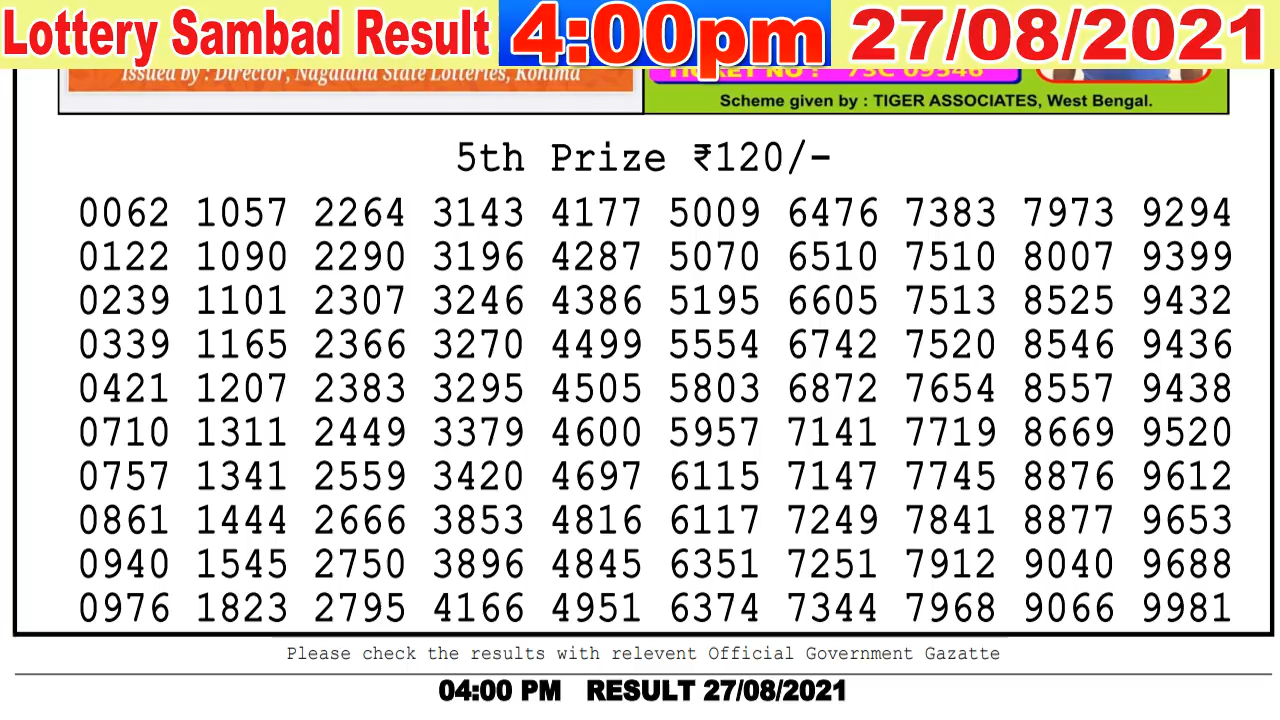 Lottery Sambad Result 4:00pm 27/08/2021
Issued by : Director, Nagaland State Lotteries, Kohima
TICKET NO : 73C 09346
Scheme given by : TIGER ASSOCIATES, West Bengal.
5th Prize ₹120/-
0062 1057 2264 3143 4177 5009 6476 7383 7973 9294
0122 1090 2290 3196 4287 5070 6510 7510 8007 9399
0239 1101 2307 3246 4386 5195 6605 7513 8525 9432
0339 1165 2366 3270 4499 5554 6742 7520 8546 9436
0421 1207 2383 3295 4505 5803 6872 7654 8557 9438
0710 1311 2449 3379 4600 5957 7141 7719 8669 9520
0757 1341 2559 3420 4697 6115 7147 7745 8876 9612
0861 1444 2666 3853 4816 6117 7249 7841 8877 9653
0940 1545 2750 3896 4845 6351 7251 7912 9040 9688
0976 1823 2795 4166 4951 6374 7344 7968 9066 9981
Please check the results with relevent Official Government Gazatte
04:00 PM RESULT 27/08/2021